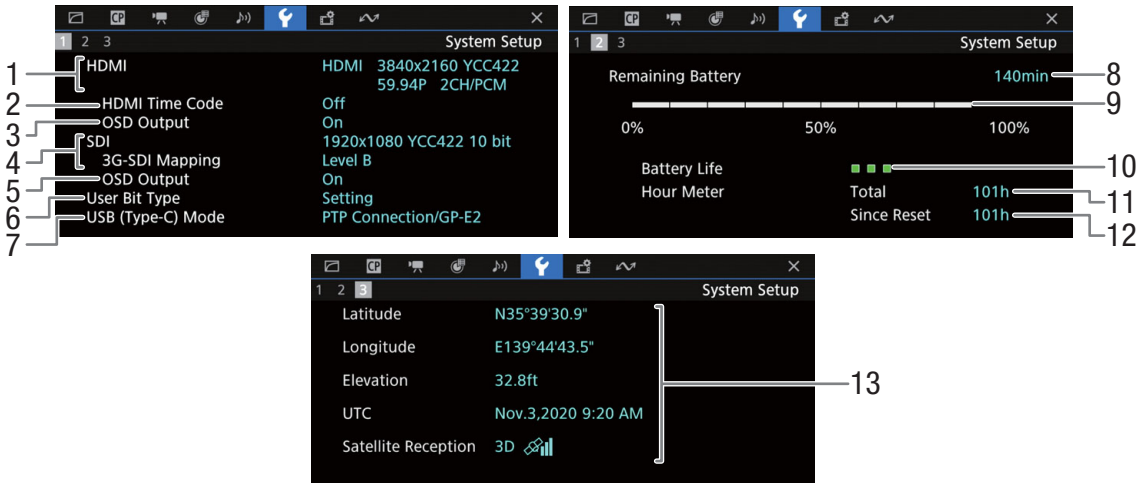 CP
1 2 3 System Setup
1 HDMI HDMI 3840x2160 YCC422
59.94P 2CH/PCM
2 HDMI Time Code Off
3 OSD Output On
4 SDI 1920x1080 YCC422 10 bit
3G-SDI Mapping Level B
5 OSD Output On
6 User Bit Type Setting
7 USB (Type-C) Mode PTP Connection/GP-E2
CP
1 2 3 System Setup
Remaining Battery 140min 8
9
0% 50% 100%
Battery Life 10
Hour Meter Total 101h 11
Since Reset 101h 12
CP
1 2 3 System Setup
Latitude N35°39'30.9"
Longitude E139°44'43.5"
Elevation 32.8ft 13
UTC Nov.3,2020 9:20 AM
Satellite Reception 3D